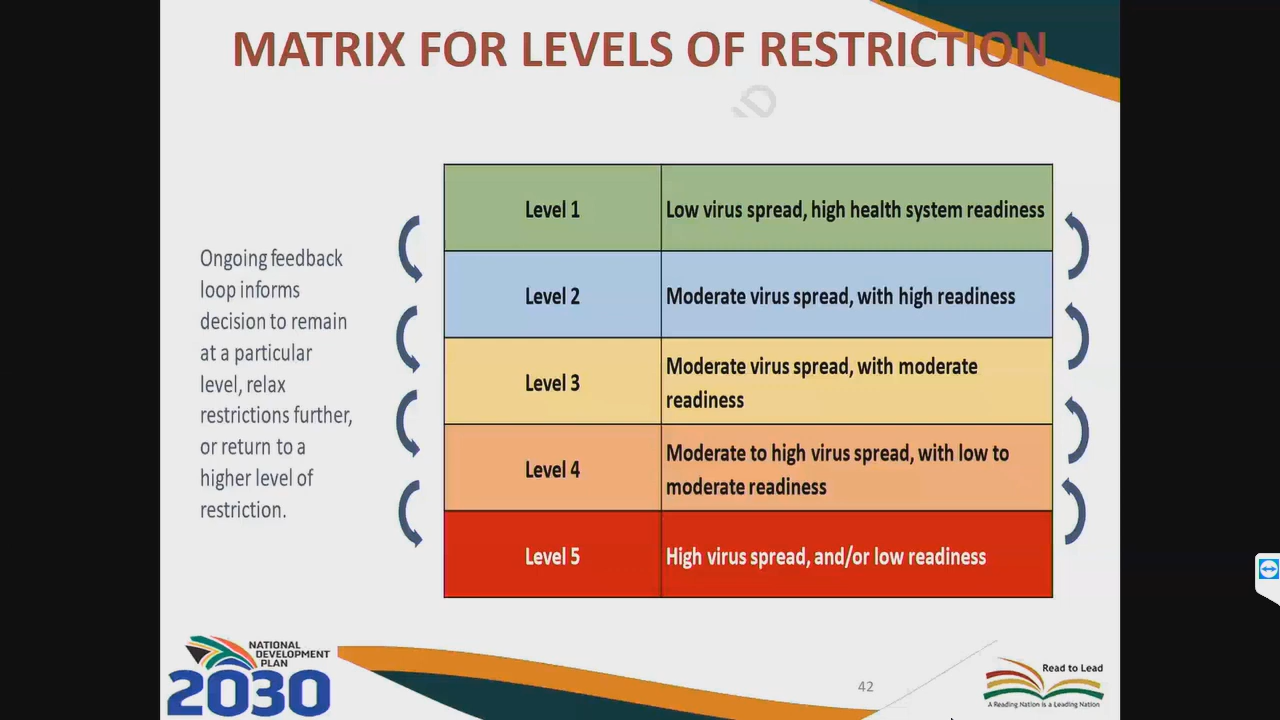 MATRIX FOR LEVELS OF RESTRICTION
Ongoing feedback
loop informs
decision to remain
at a particular
level, relax
restrictions further,
or return to a
higher level of
restriction.
Level 1
Low virus spread, high health system readiness
Level 2
Moderate virus spread, with high readiness
Level 3
Moderate virus spread, with moderate
readiness
Level 4
Moderate to high virus spread, with low to
moderate readiness
Level 5
High virus spread, and/or low readiness
NATIONAL
DEVELOPMENT
PLAN
2030
42
Read to Lead
A Reading Nation is a Leading Nation